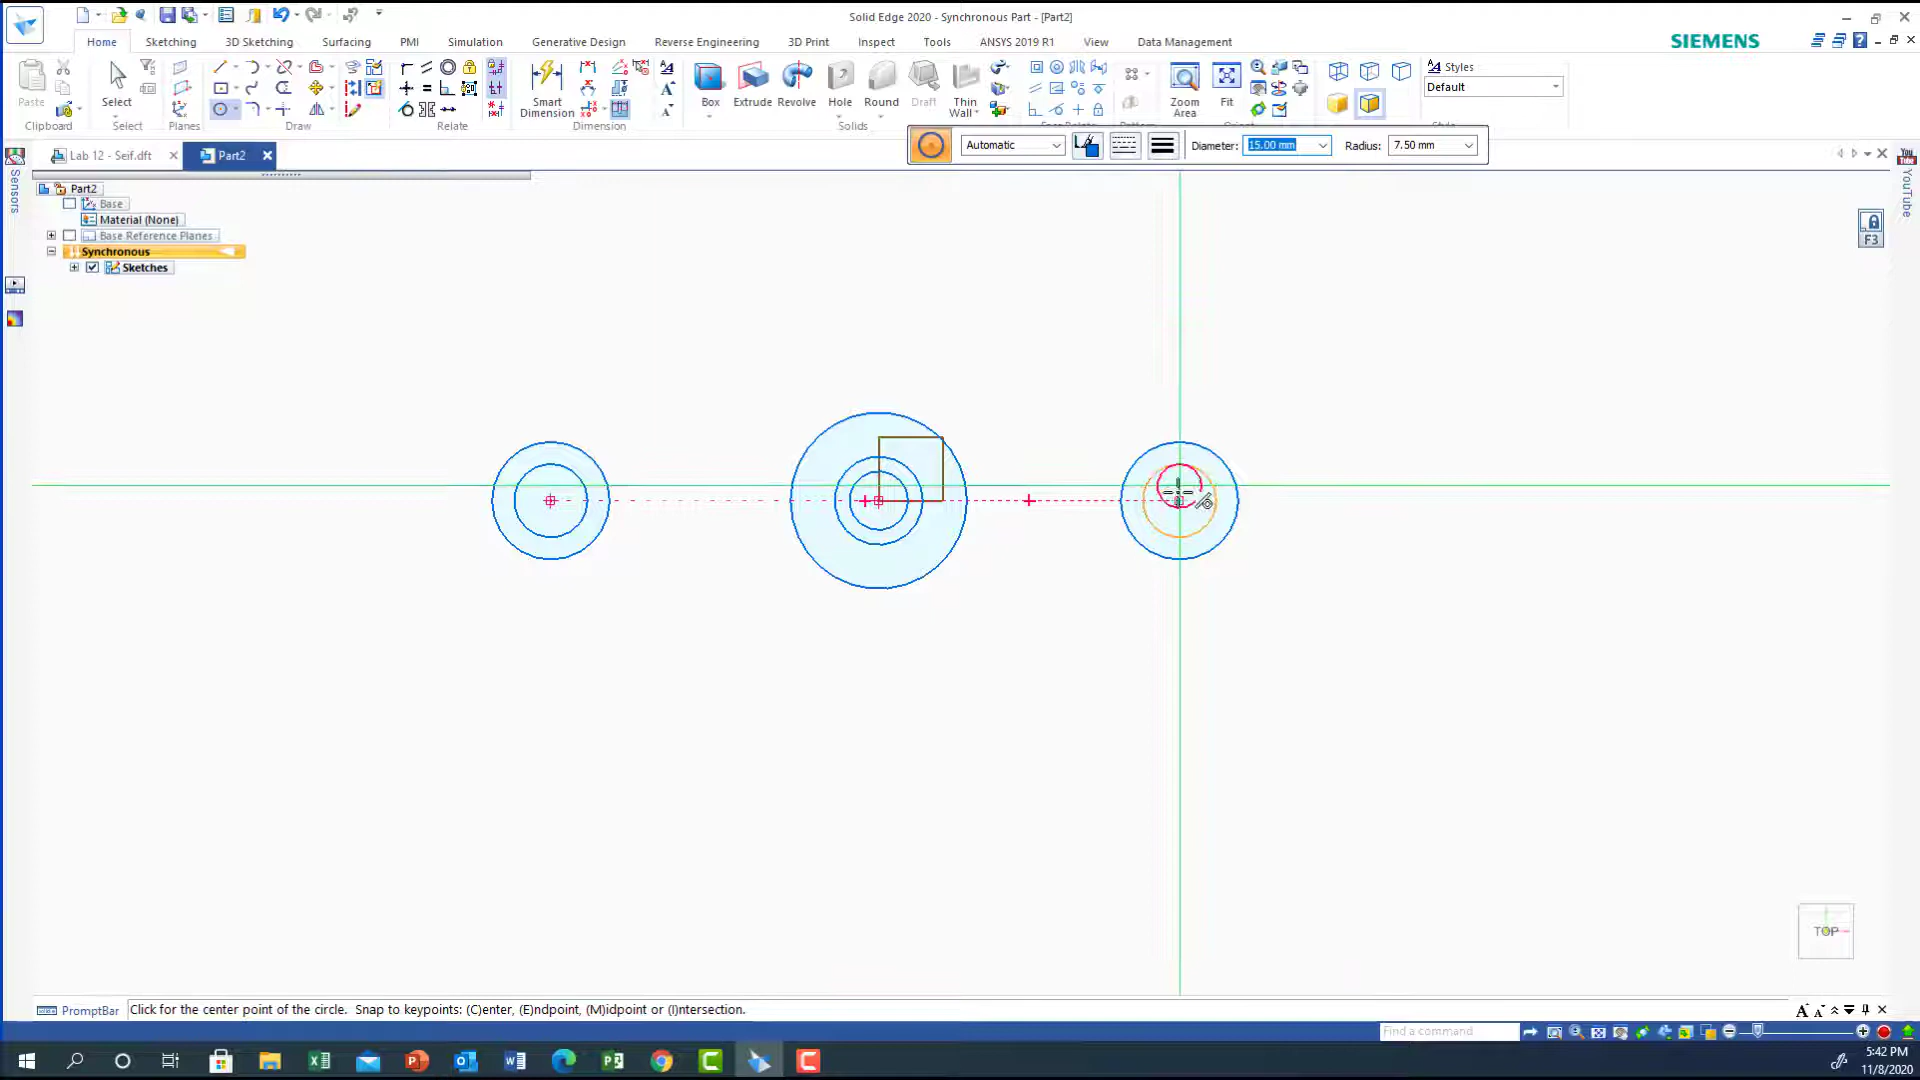 Solid Edge 2020 - Synchronous Part - [Part2]
Home Sketching 3D Sketching Surfacing PMI Simulation Generative Design Reverse Engineering 3D Print Inspect Tools ANSYS 2019 R1 View Data Management SIEMENS
Paste Select Smart Dimension Box Extrude Revolve Hole Round Draft Thin Wall Zoom Area Fit Styles Default
Clipboard Select Planes Draw Relate Dimension Solids
Automatic Diameter: 15.00 mm Radius: 7.50 mm
Lab 12 - Seif.dft Part2
Sensors
YouTube
You
Tube
Part2
Base
Material (None)
Base Reference Planes
Synchronous
Sketches
F3
TOP
PromptBar Click for the center point of the circle. Snap to keypoints: (C)enter, (E)ndpoint, (M)idpoint or (I)ntersection.
Find a command
5:42 PM
11/8/2020